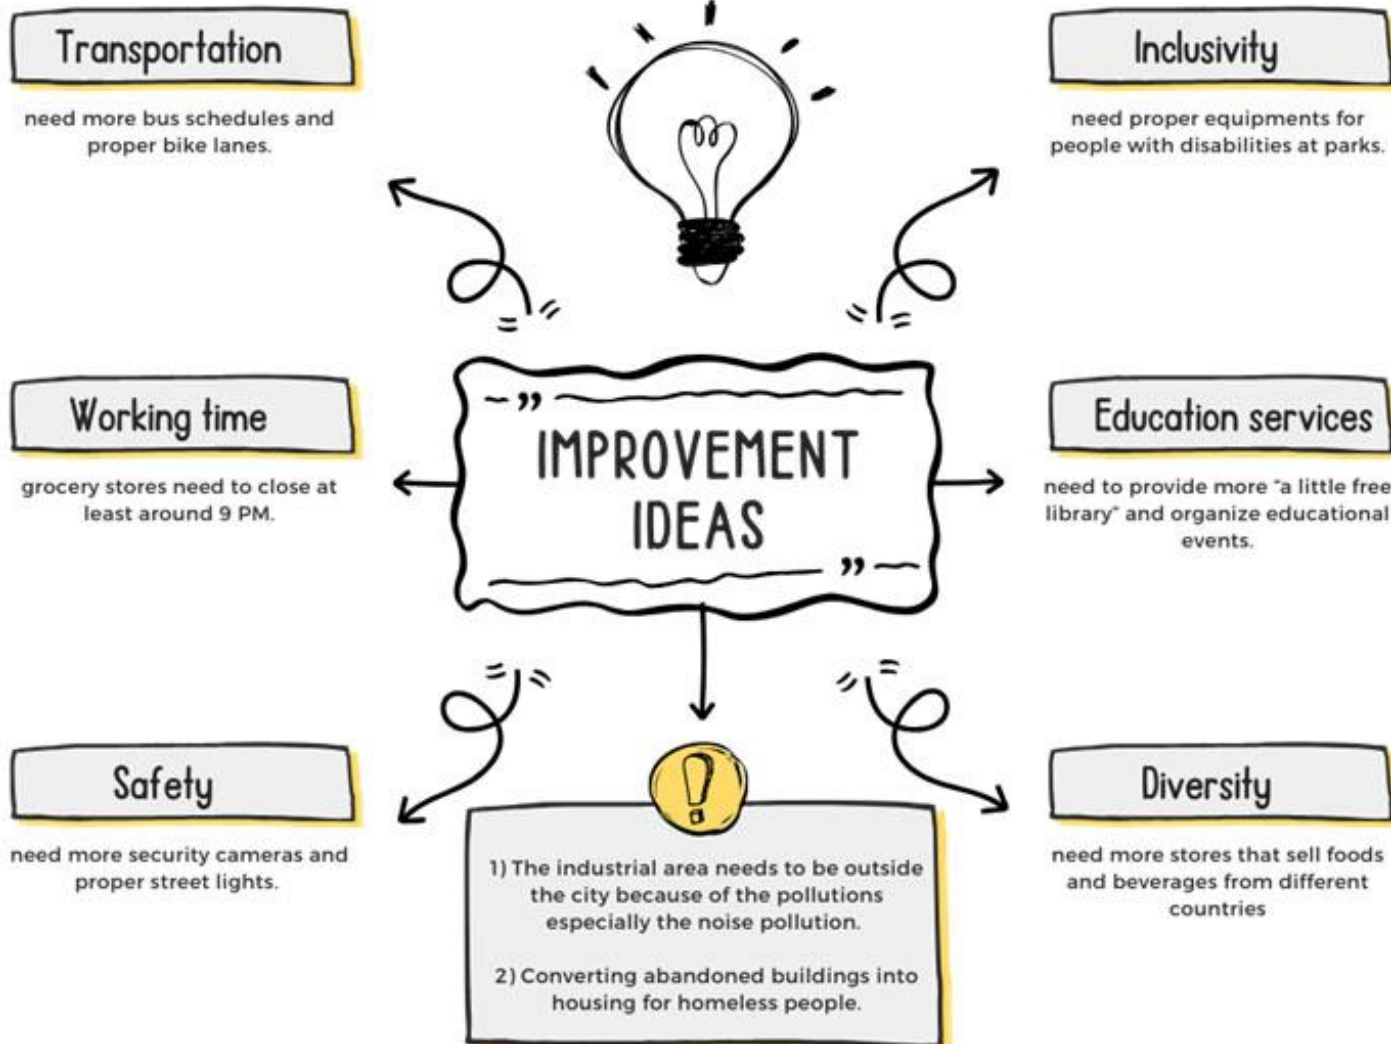 Transportation
need more bus schedules and
proper bike lanes.
Inclusivity
need proper equipments for
people with disabilities at parks.
Working time
grocery stores need to close at
least around 9 PM.
IMPROVEMENT
IDEAS
Education services
need to provide more "a little free
library" and organize educational
events.
Safety
need more security cameras and
proper street lights.
1) The industrial area needs to be outside
the city because of the pollutions
especially the noise pollution.
2) Converting abandoned buildings into
housing for homeless people.
Diversity
need more stores that sell foods
and beverages from different
countries